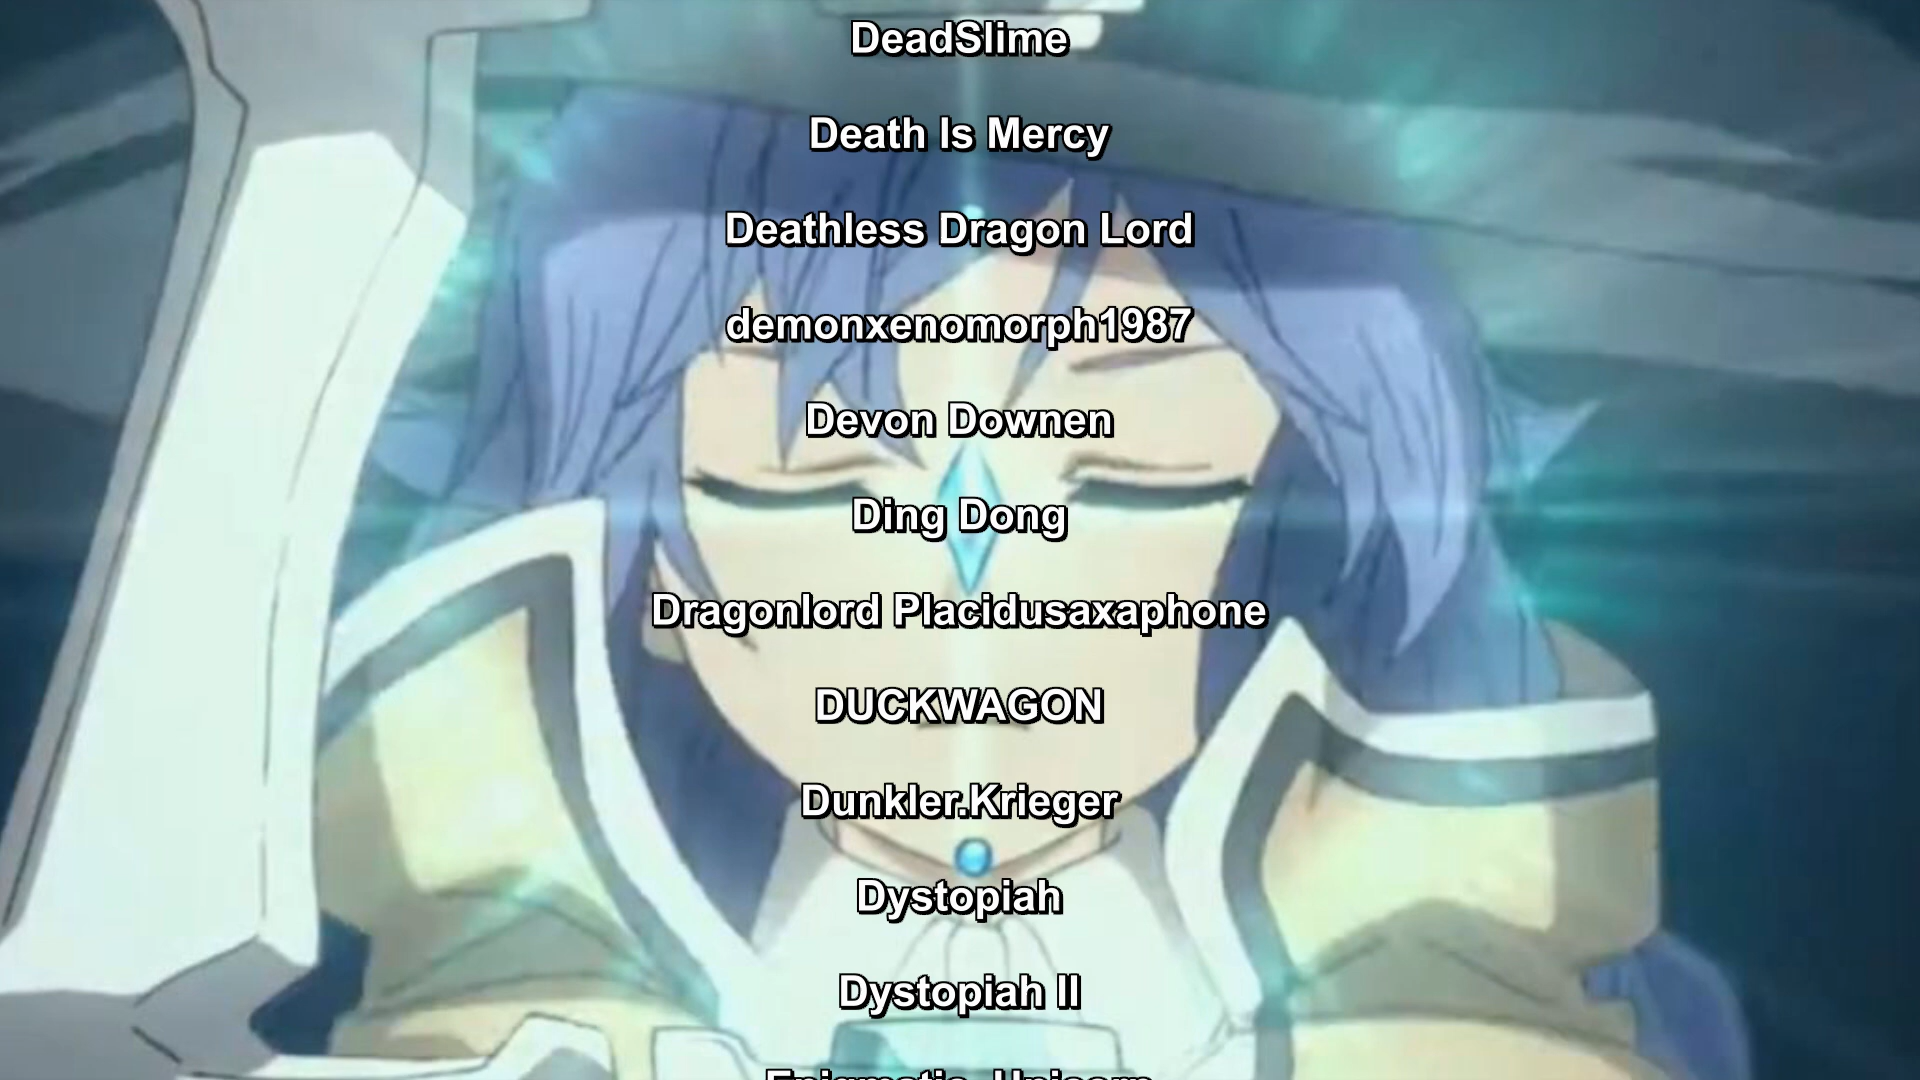 DeadSlime
Death Is Mercy
Deathless Dragon Lord
demonxenomorph1987
Devon Downen
Ding Dong
Dragonlord Placidusaxaphone
DUCKWAGON
Dunkler.Krieger
Dystopiah
Dystopiah II